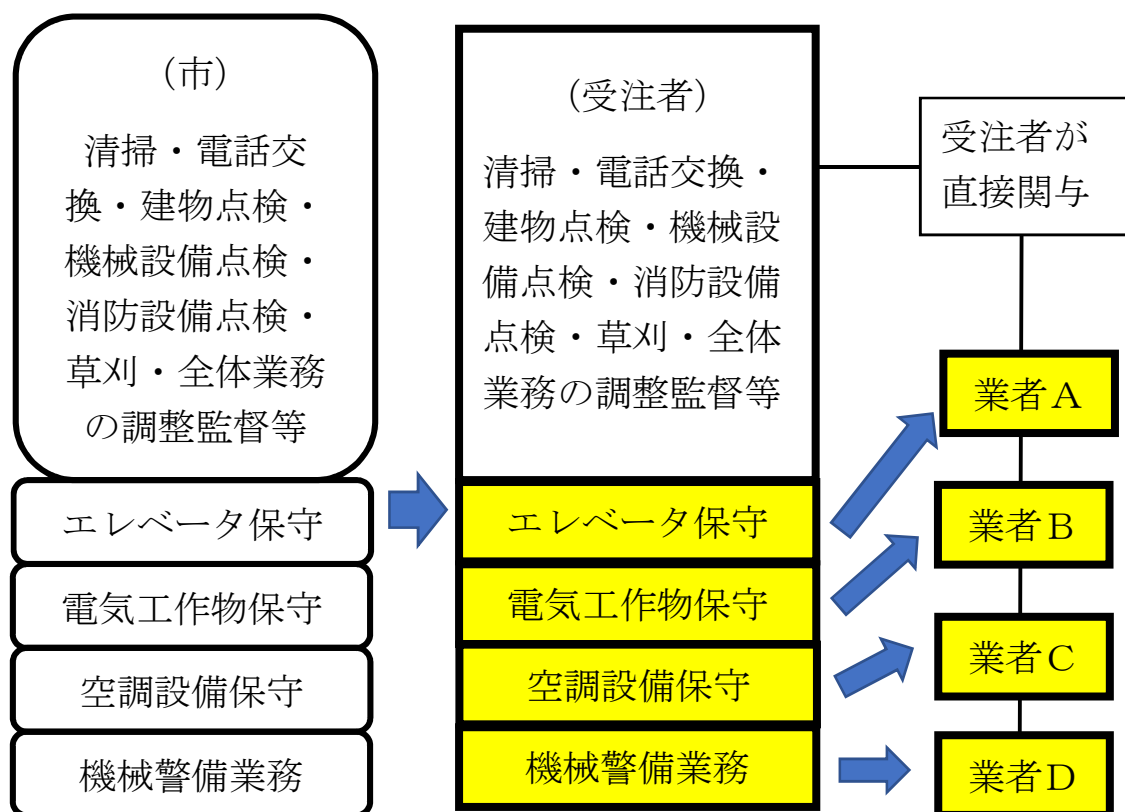 （市）
清掃・電話交
換・建物点検・
機械設備点検・
消防設備点検・
草刈・全体業務
の調整監督等
エレベータ保守
電気工作物保守
空調設備保守
機械警備業務
（受注者）
清掃・電話交換・
建物点検・機械設
備点検・消防設備
点検・草刈・全体
業務の調整監督等
エレベータ保守
電気工作物保守
空調設備保守
機械警備業務
受注者が
直接関与
業者Ａ
業者Ｂ
業者Ｃ
業者Ｄ